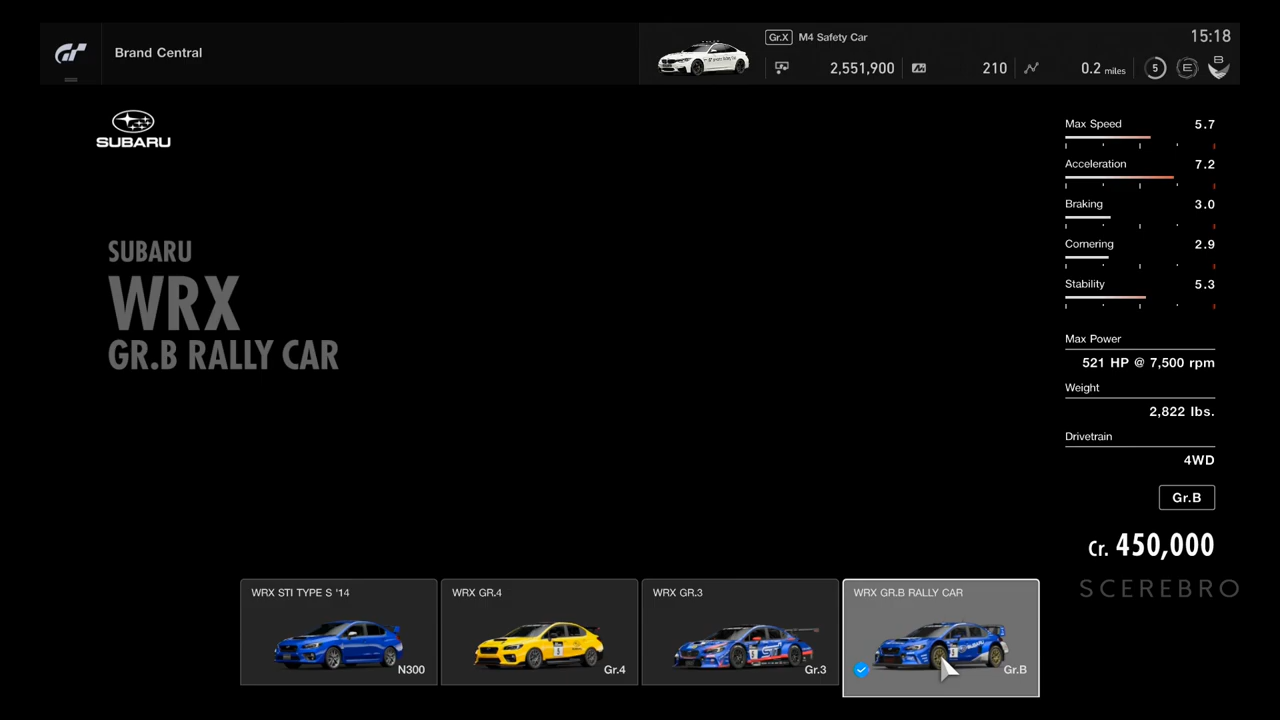 Brand Central
Gr.X M4 Safety Car
15:18
2,551,900
210
0.2 miles
5
E
B
SUBARU
SUBARU
WRX
GR.B RALLY CAR
Max Speed 5.7
Acceleration 7.2
Braking 3.0
Cornering 2.9
Stability 5.3
Max Power
521 HP @ 7,500 rpm
Weight
2,822 lbs.
Drivetrain
4WD
Gr.B
Cr. 450,000
SCEREBRO
WRX STI TYPE S '14
N300
WRX GR.4
Gr.4
WRX GR.3
Gr.3
WRX GR.B RALLY CAR
Gr.B